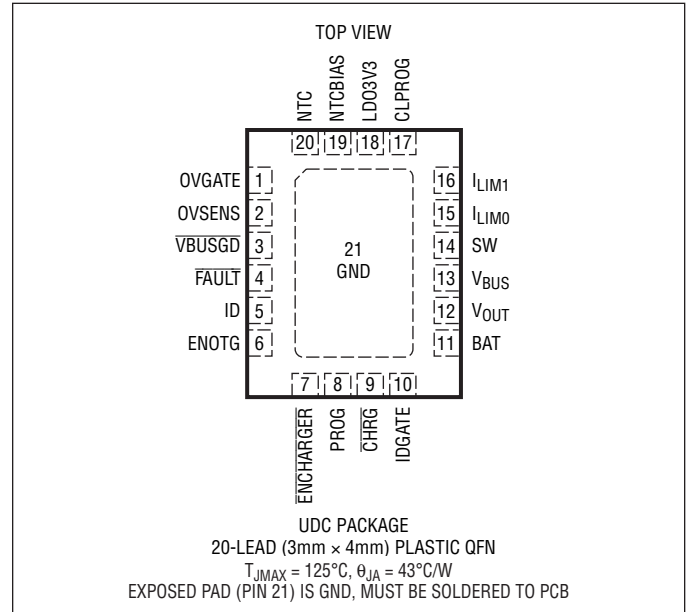 TOP VIEW
NTC
NTCBIAS
LDO3V3
CLPROG
20 19 18 17
OVGATE 1
OVSENS 2
VBUSGD 3
FAULT 4
ID 5
ENOTG 6
21
GND
16 ILIM1
15 ILIM0
14 SW
13 VBUS
12 VOUT
11 BAT
7 8 9 10
ENCHARGER
PROG
CHRG
IDGATE
UDC PACKAGE
20-LEAD (3mm × 4mm) PLASTIC QFN
TJMAX = 125°C, θJA = 43°C/W
EXPOSED PAD (PIN 21) IS GND, MUST BE SOLDERED TO PCB